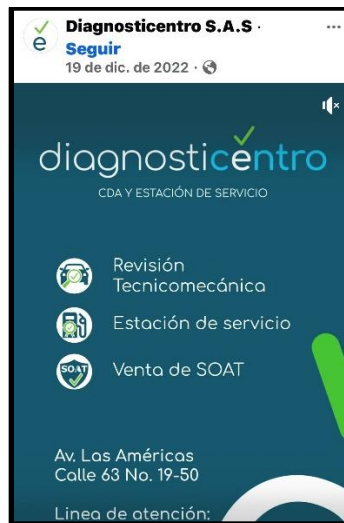 Diagnosticentro S.A.S ·
Seguir
19 de dic. de 2022 ·
diagnosticentro
CDA Y ESTACIÓN DE SERVICIO
Revisión
Tecnicomecánica
Estación de servicio
SOAT
Venta de SOAT
Av. Las Américas
Calle 63 No. 19-50
Linea de atención: